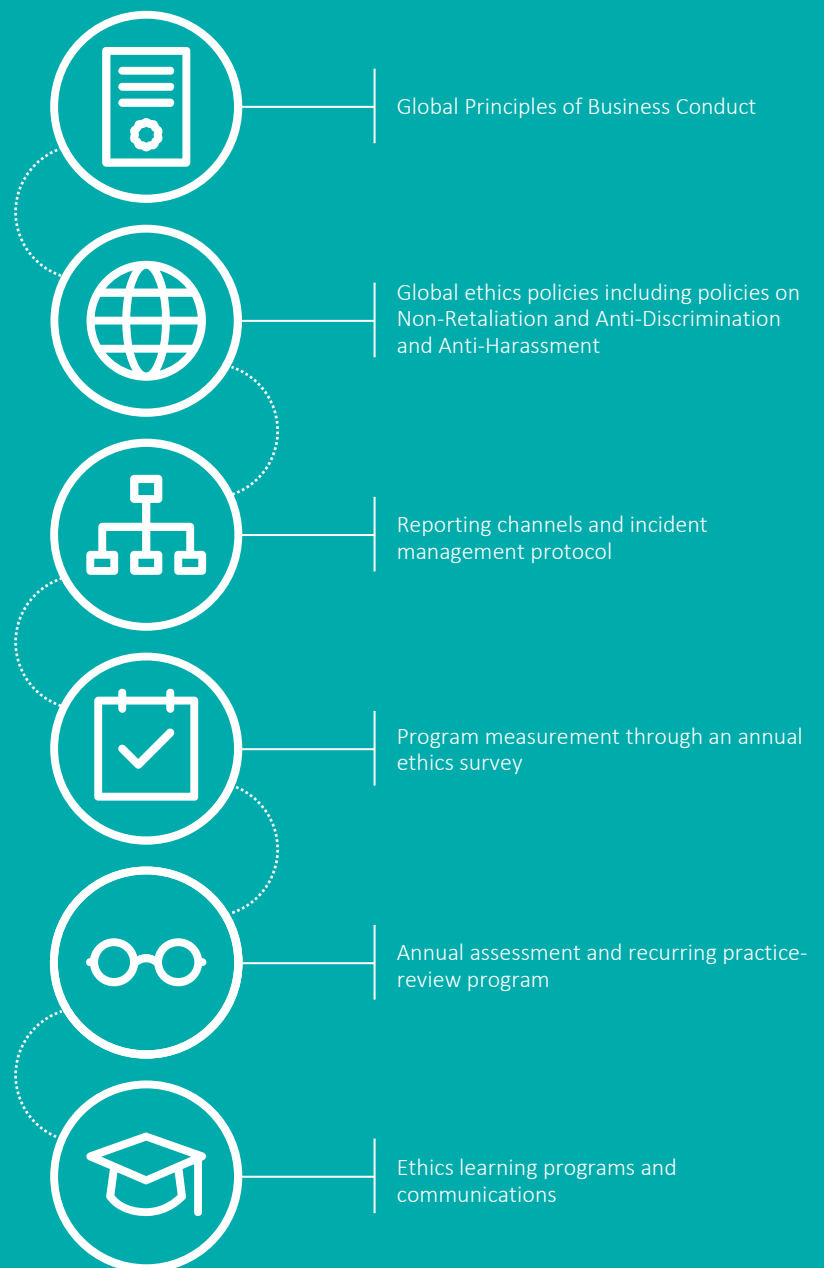 Global Principles of Business Conduct
Global ethics policies including policies on
Non-Retaliation and Anti-Discrimination
and Anti-Harassment
Reporting channels and incident
management protocol
Program measurement through an annual
ethics survey
Annual assessment and recurring practice-
review program
Ethics learning programs and
communications